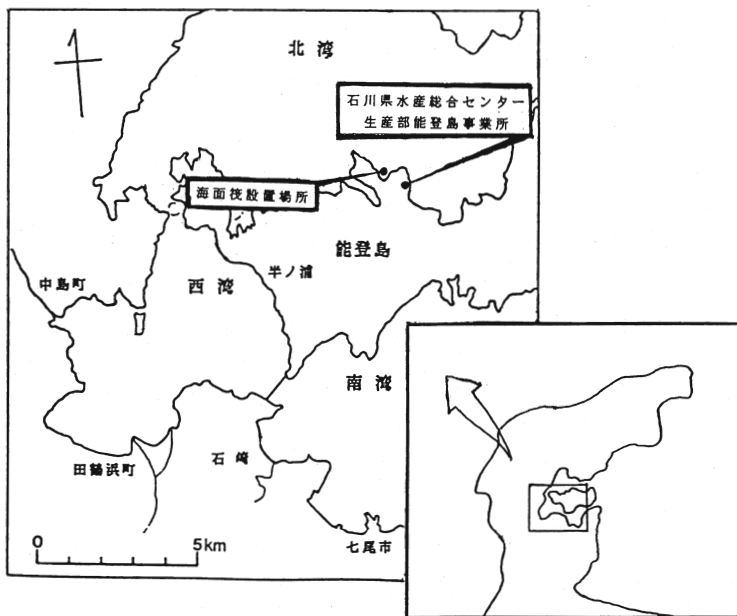 北湾
石川県水産総合センター
生産部能登島事業所
海面筏設置場所
能登島
半ノ浦
中島町
西湾
南湾
石崎
田鶴浜町
七尾市
0 5km